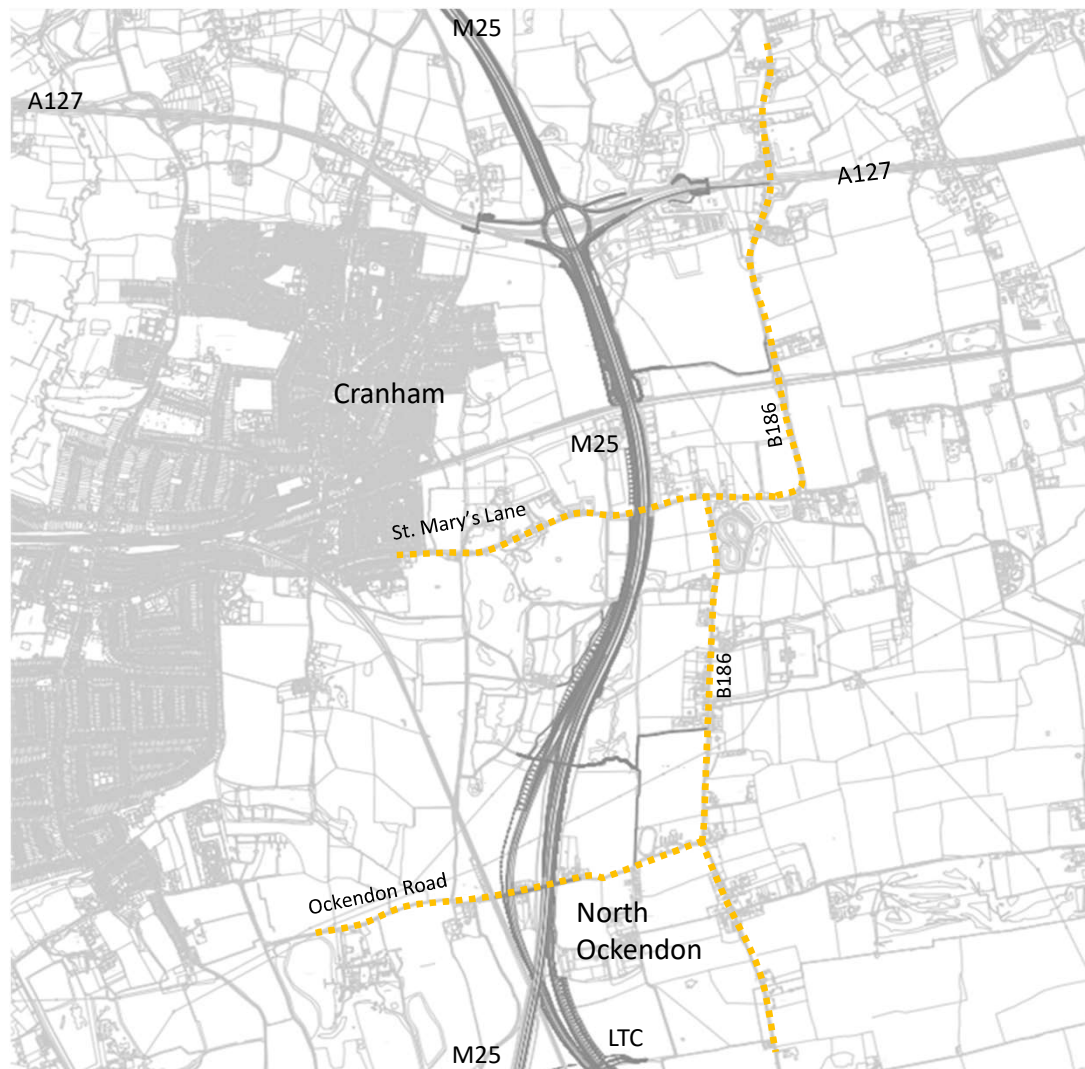 M25
A127
A127
Cranham
B186
M25
St. Mary's Lane
B186
Ockendon Road
North
Ockendon
LTC
M25